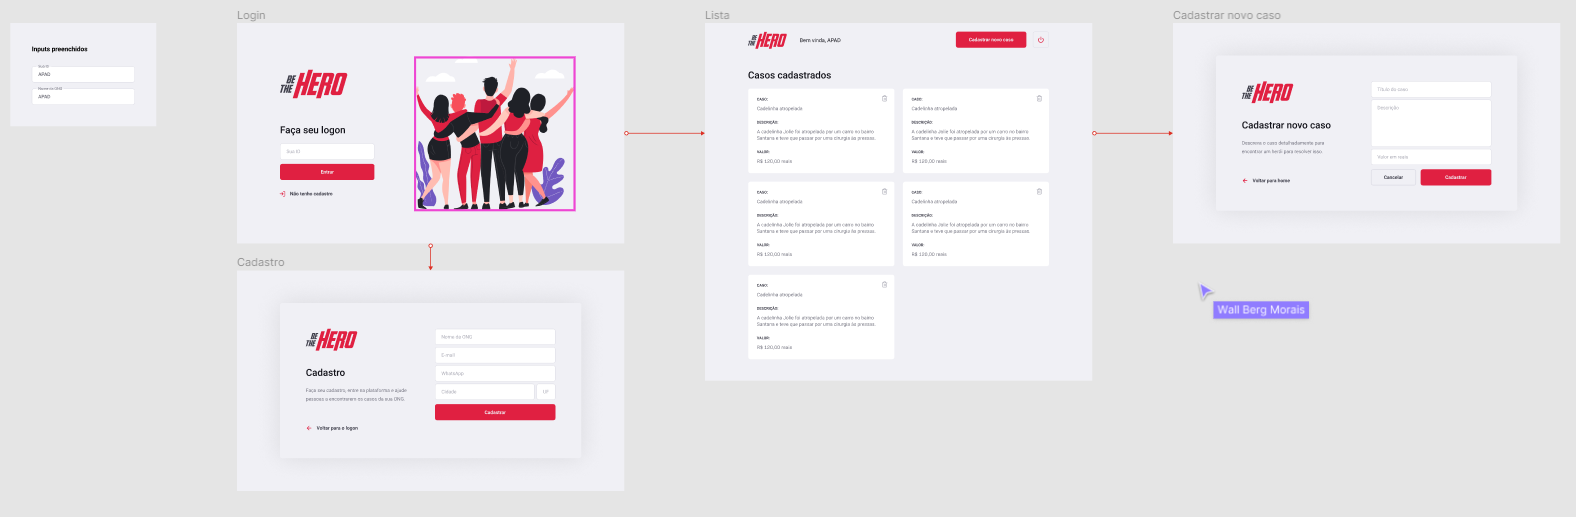 Inputs preenchidos
Sua ID
APAD
Nome da ONG
APAD
Login
BE THE HERO
Faça seu logon
Sua ID
Entrar
Não tenho cadastro
Cadastro
BE THE HERO
Cadastro
Faça seu cadastro, entre na plataforma e ajude
pessoas a encontrarem os casos da sua ONG.
Voltar para o logon
Nome da ONG
E-mail
WhatsApp
Cidade
UF
Cadastrar
Lista
BE THE HERO
Bem vinda, APAD
Cadastrar novo caso
Casos cadastrados
CASO:
Cadelinha atropelada
DESCRIÇÃO:
A cadelinha Jolie foi atropelada por um carro no bairro
Santana e teve que passar por uma cirurgia às pressas.
VALOR:
R$ 120,00 reais
CASO:
Cadelinha atropelada
DESCRIÇÃO:
A cadelinha Jolie foi atropelada por um carro no bairro
Santana e teve que passar por uma cirurgia às pressas.
VALOR:
R$ 120,00 reais
CASO:
Cadelinha atropelada
DESCRIÇÃO:
A cadelinha Jolie foi atropelada por um carro no bairro
Santana e teve que passar por uma cirurgia às pressas.
VALOR:
R$ 120,00 reais
CASO:
Cadelinha atropelada
DESCRIÇÃO:
A cadelinha Jolie foi atropelada por um carro no bairro
Santana e teve que passar por uma cirurgia às pressas.
VALOR:
R$ 120,00 reais
CASO:
Cadelinha atropelada
DESCRIÇÃO:
A cadelinha Jolie foi atropelada por um carro no bairro
Santana e teve que passar por uma cirurgia às pressas.
VALOR:
R$ 120,00 reais
Cadastrar novo caso
BE THE HERO
Cadastrar novo caso
Descreva o caso detalhadamente para
encontrar um herói para resolver isso.
Voltar para home
Título do caso
Descrição
Valor em reais
Cancelar
Cadastrar
Wall Berg Morais